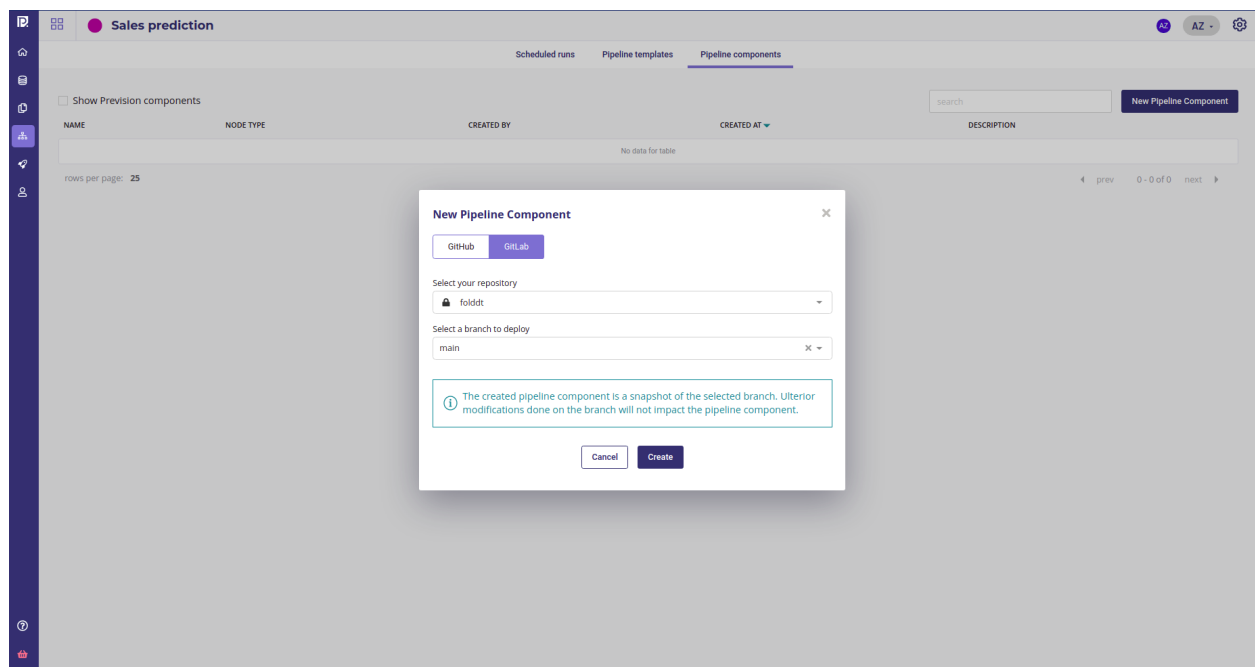 Sales prediction
AZ
AZ -
Scheduled runs
Pipeline templates
Pipeline components
Show Prevision components
search
New Pipeline Component
NAME
NODE TYPE
CREATED BY
CREATED AT
DESCRIPTION
No data for table
rows per page: 25
prev
0 - 0 of 0
next
New Pipeline Component
GitHub
GitLab
Select your repository
folddt
Select a branch to deploy
main
The created pipeline component is a snapshot of the selected branch. Ulterior
modifications done on the branch will not impact the pipeline component.
Cancel
Create